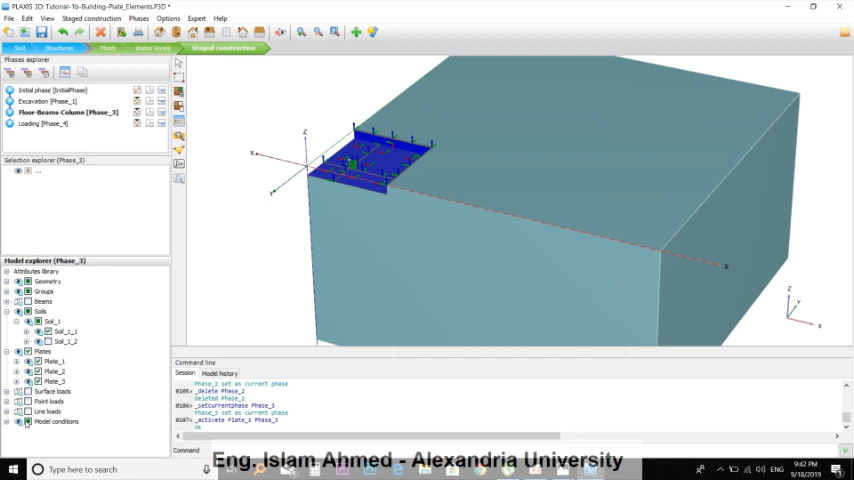 PLAXIS 3D: Tutorial-1b-Building-Plate_Elements.P3D *
File Edit View Staged construction Phases Options Expert Help
Soil Structures Mesh Water levels Staged construction
Phases explorer
Initial phase [InitialPhase]
Excavation [Phase_1]
Floor-Beams-Column [Phase_3]
Loading [Phase_4]
Selection explorer (Phase_3)
...
Model explorer (Phase_3)
Attributes library
Geometry
Groups
Beams
Soils
Soil_1
Soil_1_1
Soil_1_2
Plates
Plate_1
Plate_2
Plate_3
Surface loads
Point loads
Line loads
Model conditions
Z
X
Y
X
Z
Y
X
Command line
Session Model history
Phase_2 set as current phase
0105> _delete Phase_2
Deleted Phase_2
0106> _setcurrentphase Phase_3
Phase_3 set as current phase
0107> _activate Plate_1 Phase_3
OK
Command
Eng. Islam Ahmed - Alexandria University
Type here to search
ENG
9:42 PM
9/18/2019